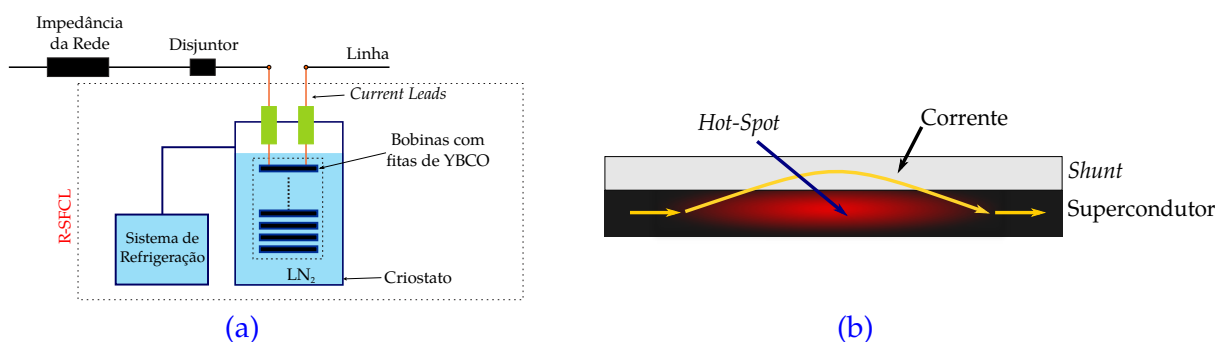 Impedância
da Rede
Disjuntor
Linha
Current Leads
Bobinas com
fitas de YBCO
R-SFCL
Sistema de
Refrigeração
LN₂
Criostato
(a)
Hot-Spot
Corrente
Shunt
Supercondutor
(b)